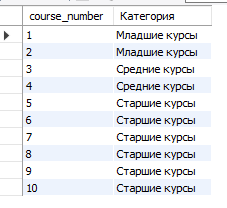 course_number Категория
1 Младшие курсы
2 Младшие курсы
3 Средние курсы
4 Средние курсы
5 Старшие курсы
6 Старшие курсы
7 Старшие курсы
8 Старшие курсы
9 Старшие курсы
10 Старшие курсы